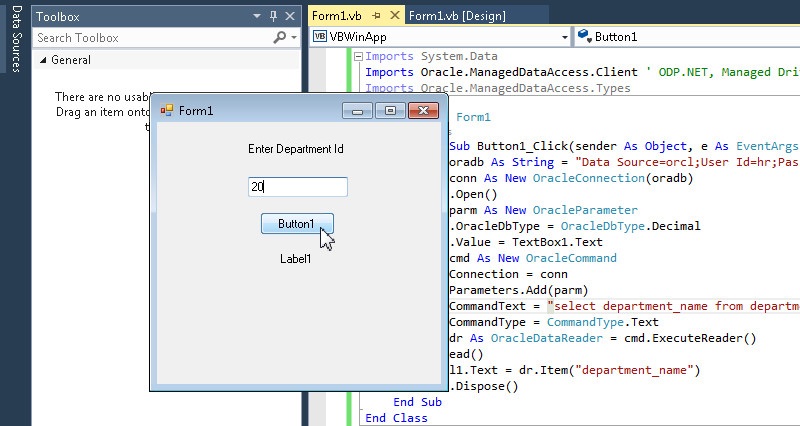 Data Sources
Toolbox
Search Toolbox
General
There are no usab
Drag an item onto
t
Form1.vb
Form1.vb [Design]
VB VBWinApp
Button1
Imports System.Data
Imports Oracle.ManagedDataAccess.Client ' ODP.NET, Managed Dri
Imports Oracle.ManagedDataAccess.Types
Form1
Sub Button1_Click(sender As Object, e As EventArgs
oradb As String = "Data Source=orcl;User Id=hr;Pas
conn As New OracleConnection(oradb)
.Open()
parm As New OracleParameter
.OracleDbType = OracleDbType.Decimal
.Value = TextBox1.Text
cmd As New OracleCommand
Connection = conn
Parameters.Add(parm)
CommandText = "select department_name from departm
CommandType = CommandType.Text
dr As OracleDataReader = cmd.ExecuteReader()
ead()
l1.Text = dr.Item("department_name")
.Dispose()
End Sub
End Class
Form1
Enter Department Id
20
Button1
Label1